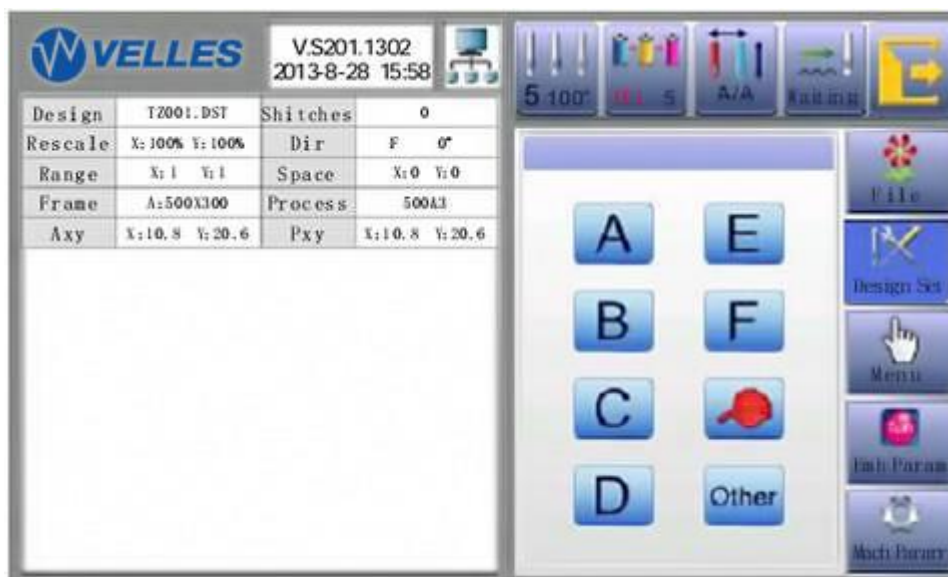 VELLES
V.S201.1302
2013-8-28 15:58
Design TZ001.DST Shitches 0
Rescale X:100% Y:100% Dir F 0°
Range X:1 Y:1 Space X:0 Y:0
Frame A:500X300 Process 500A3
Axy X:10.8 Y:20.6 Pxy X:10.8 Y:20.6
5 100°
5
A/A
Waiting
A E
B F
C
D Other
File
Design Set
Menu
Emb Param
Mach Param